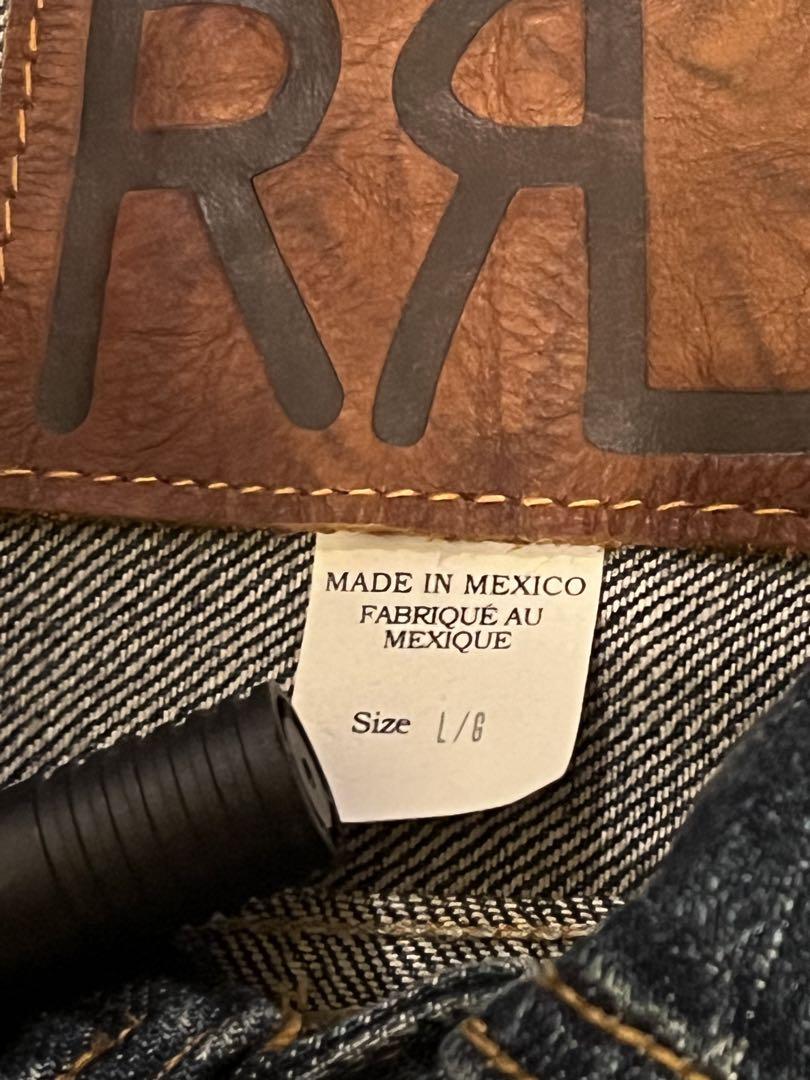 RRL
MADE IN MEXICO
FABRIQUÉ AU
MEXIQUE
Size L/G